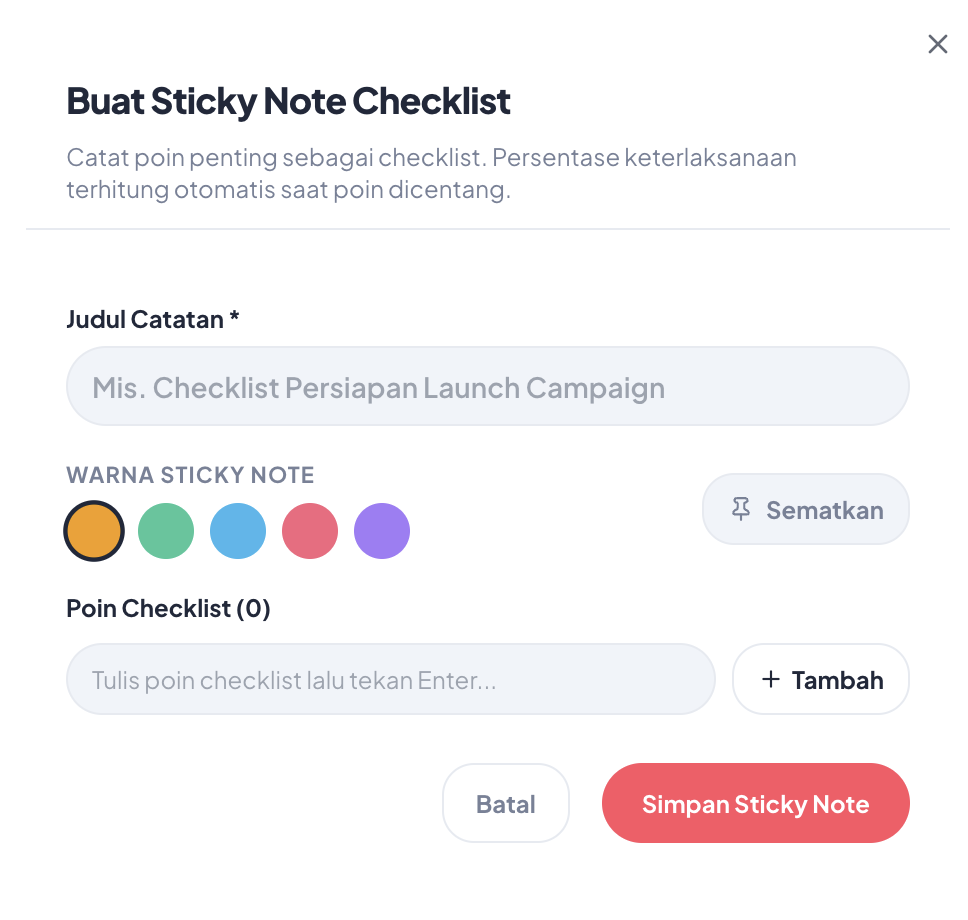 Buat Sticky Note Checklist
Catat poin penting sebagai checklist. Persentase keterlaksanaan
terhitung otomatis saat poin dicentang.
Judul Catatan *
Mis. Checklist Persiapan Launch Campaign
WARNA STICKY NOTE
Sematkan
Poin Checklist (0)
Tulis poin checklist lalu tekan Enter...
+ Tambah
Batal
Simpan Sticky Note